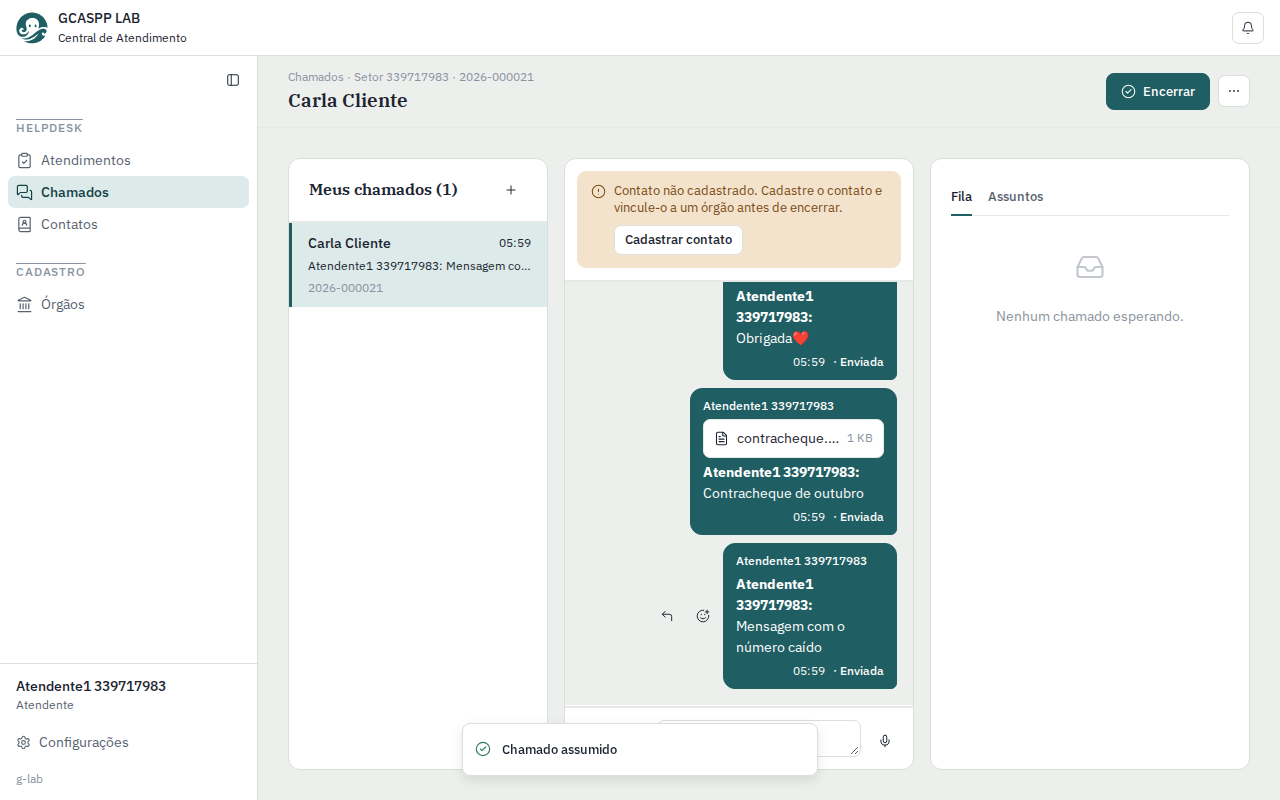 GCASPP LAB
Central de Atendimento
HELPDESK
Atendimentos
Chamados
Contatos
CADASTRO
Órgãos
Atendente1 339717983
Atendente
Configurações
g-lab
Chamados · Setor 339717983 · 2026-000021
Carla Cliente
Encerrar
Meus chamados (1)
Carla Cliente 05:59
Atendente1 339717983: Mensagem co...
2026-000021
Contato não cadastrado. Cadastre o contato e
vincule-o a um órgão antes de encerrar.
Cadastrar contato
Atendente1
339717983:
Obrigada❤️
05:59 · Enviada
Atendente1 339717983
contracheque.... 1 KB
Atendente1 339717983:
Contracheque de outubro
05:59 · Enviada
Atendente1 339717983
Atendente1
339717983:
Mensagem com o
número caído
05:59 · Enviada
Chamado assumido
Fila Assuntos
Nenhum chamado esperando.